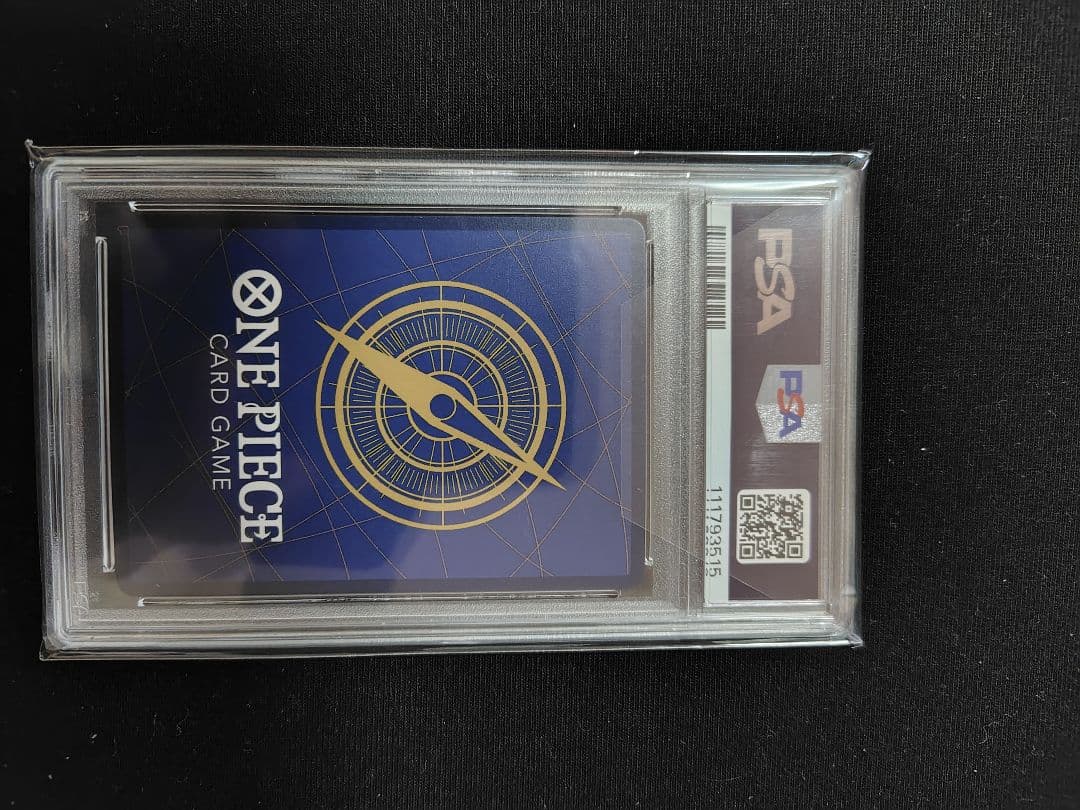 PSA
PSA
111793515
ONE PIECE
CARD GAME